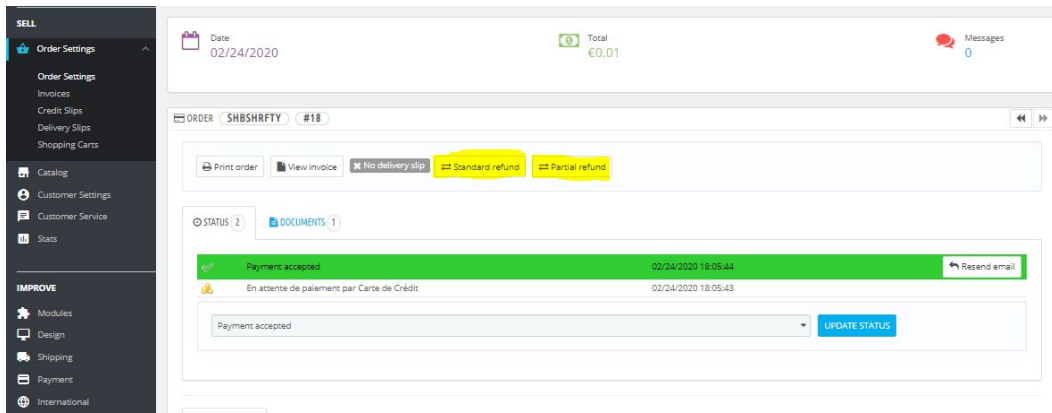 SELL
Order Settings
Order Settings
Invoices
Credit Slips
Delivery Slips
Shopping Carts
Catalog
Customer Settings
Customer Service
Stats
IMPROVE
Modules
Design
Shipping
Payment
International
Date
02/24/2020
Total
€0.01
Messages
0
ORDER SHBSHRFTY #18
Print order View invoice No delivery slip Standard refund Partial refund
STATUS 2 DOCUMENTS 1
Payment accepted 02/24/2020 18:05:44 Resend email
En attente de paiement par Carte de Crédit 02/24/2020 18:05:43
Payment accepted UPDATE STATUS